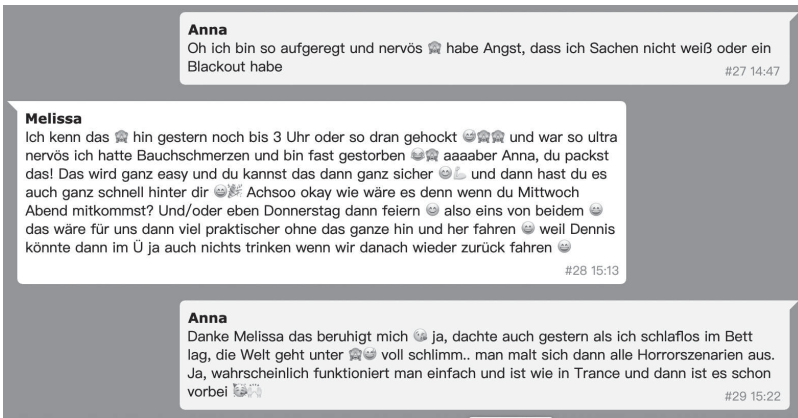 Anna
Oh ich bin so aufgeregt und nervös 🙈 habe Angst, dass ich Sachen nicht weiß oder ein
Blackout habe
#27 14:47
Melissa
Ich kenn das 🙈 hin gestern noch bis 3 Uhr oder so dran gehockt 😅🙈🙈 und war so ultra
nervös ich hatte Bauchschmerzen und bin fast gestorben 😂🙈 aaaaber Anna, du packst
das! Das wird ganz easy und du kannst das dann ganz sicher 😊💪 und dann hast du es
auch ganz schnell hinter dir 😄🎉 Achsoo okay wie wäre es denn wenn du Mittwoch
Abend mitkommst? Und/oder eben Donnerstag dann feiern 😄 also eins von beidem 😄
das wäre für uns dann viel praktischer ohne das ganze hin und her fahren 😄 weil Dennis
könnte dann im Ü ja auch nichts trinken wenn wir danach wieder zurück fahren 😄
#28 15:13
Anna
Danke Melissa das beruhigt mich 😘 ja, dachte auch gestern als ich schlaflos im Bett
lag, die Welt geht unter 🙈😅 voll schlimm.. man malt sich dann alle Horrorszenarien aus.
Ja, wahrscheinlich funktioniert man einfach und ist wie in Trance und dann ist es schon
vorbei 🥳🙌
#29 15:22